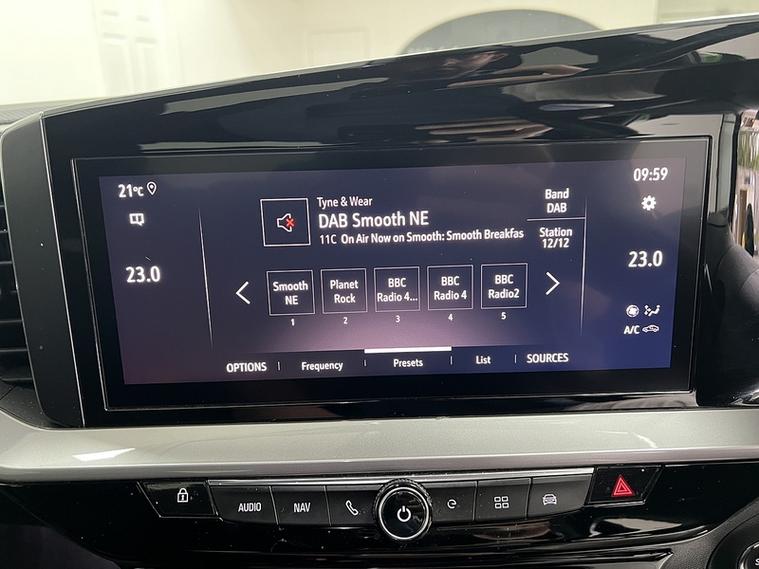 21°C
09:59
Tyne & Wear
DAB Smooth NE
11C On Air Now on Smooth: Smooth Breakfas
Band
DAB
Station
12/12
23.0
23.0
Smooth
NE
Planet
Rock
BBC
Radio 4...
BBC
Radio 4
BBC
Radio2
1
2
3
4
5
A/C
OPTIONS
Frequency
Presets
List
SOURCES
AUDIO
NAV